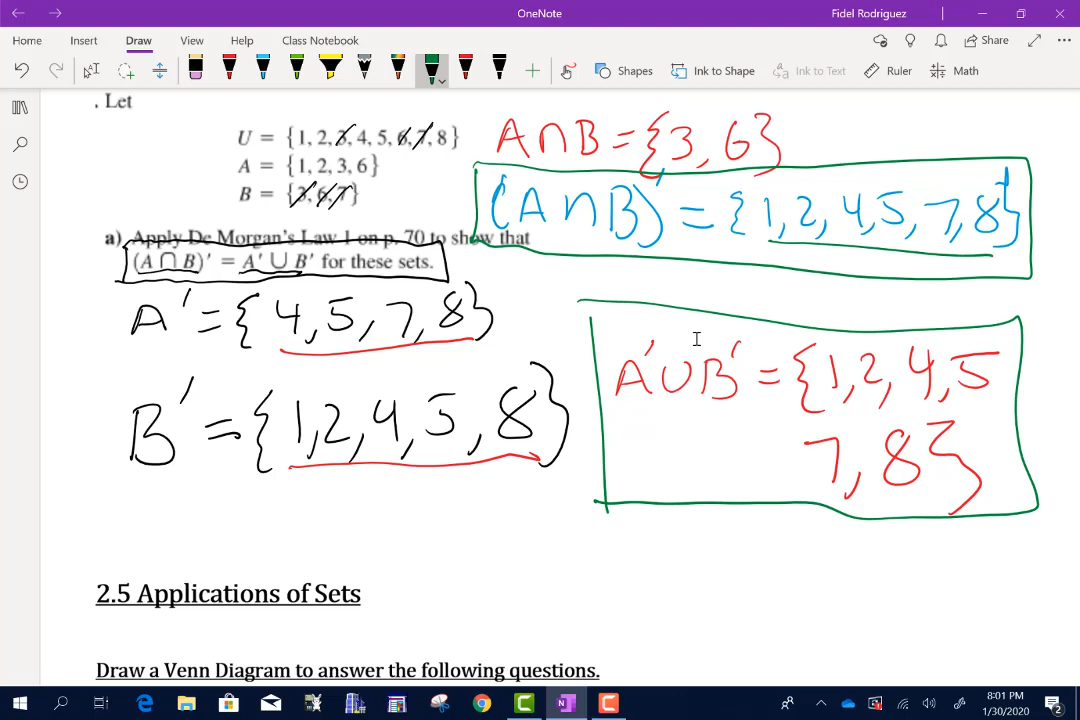 OneNote
Fidel Rodriguez
Home Insert Draw View Help Class Notebook
Share
Shapes Ink to Shape Ink to Text Ruler Math
. Let
U = {1, 2, 3, 4, 5, 6, 7, 8}
A = {1, 2, 3, 6}
B = {3, 6, 7}
A∩B = {3, 6}
(A∩B)' = {1, 2, 4, 5, 7, 8}
a) Apply De Morgan's Law 1 on p. 70 to show that
(A ∩ B)' = A' ∪ B' for these sets.
A' = {4, 5, 7, 8}
B' = {1, 2, 4, 5, 8}
A'∪B' = {1, 2, 4, 5
7, 8}
2.5 Applications of Sets
Draw a Venn Diagram to answer the following questions.
8:01 PM
1/30/2020
2